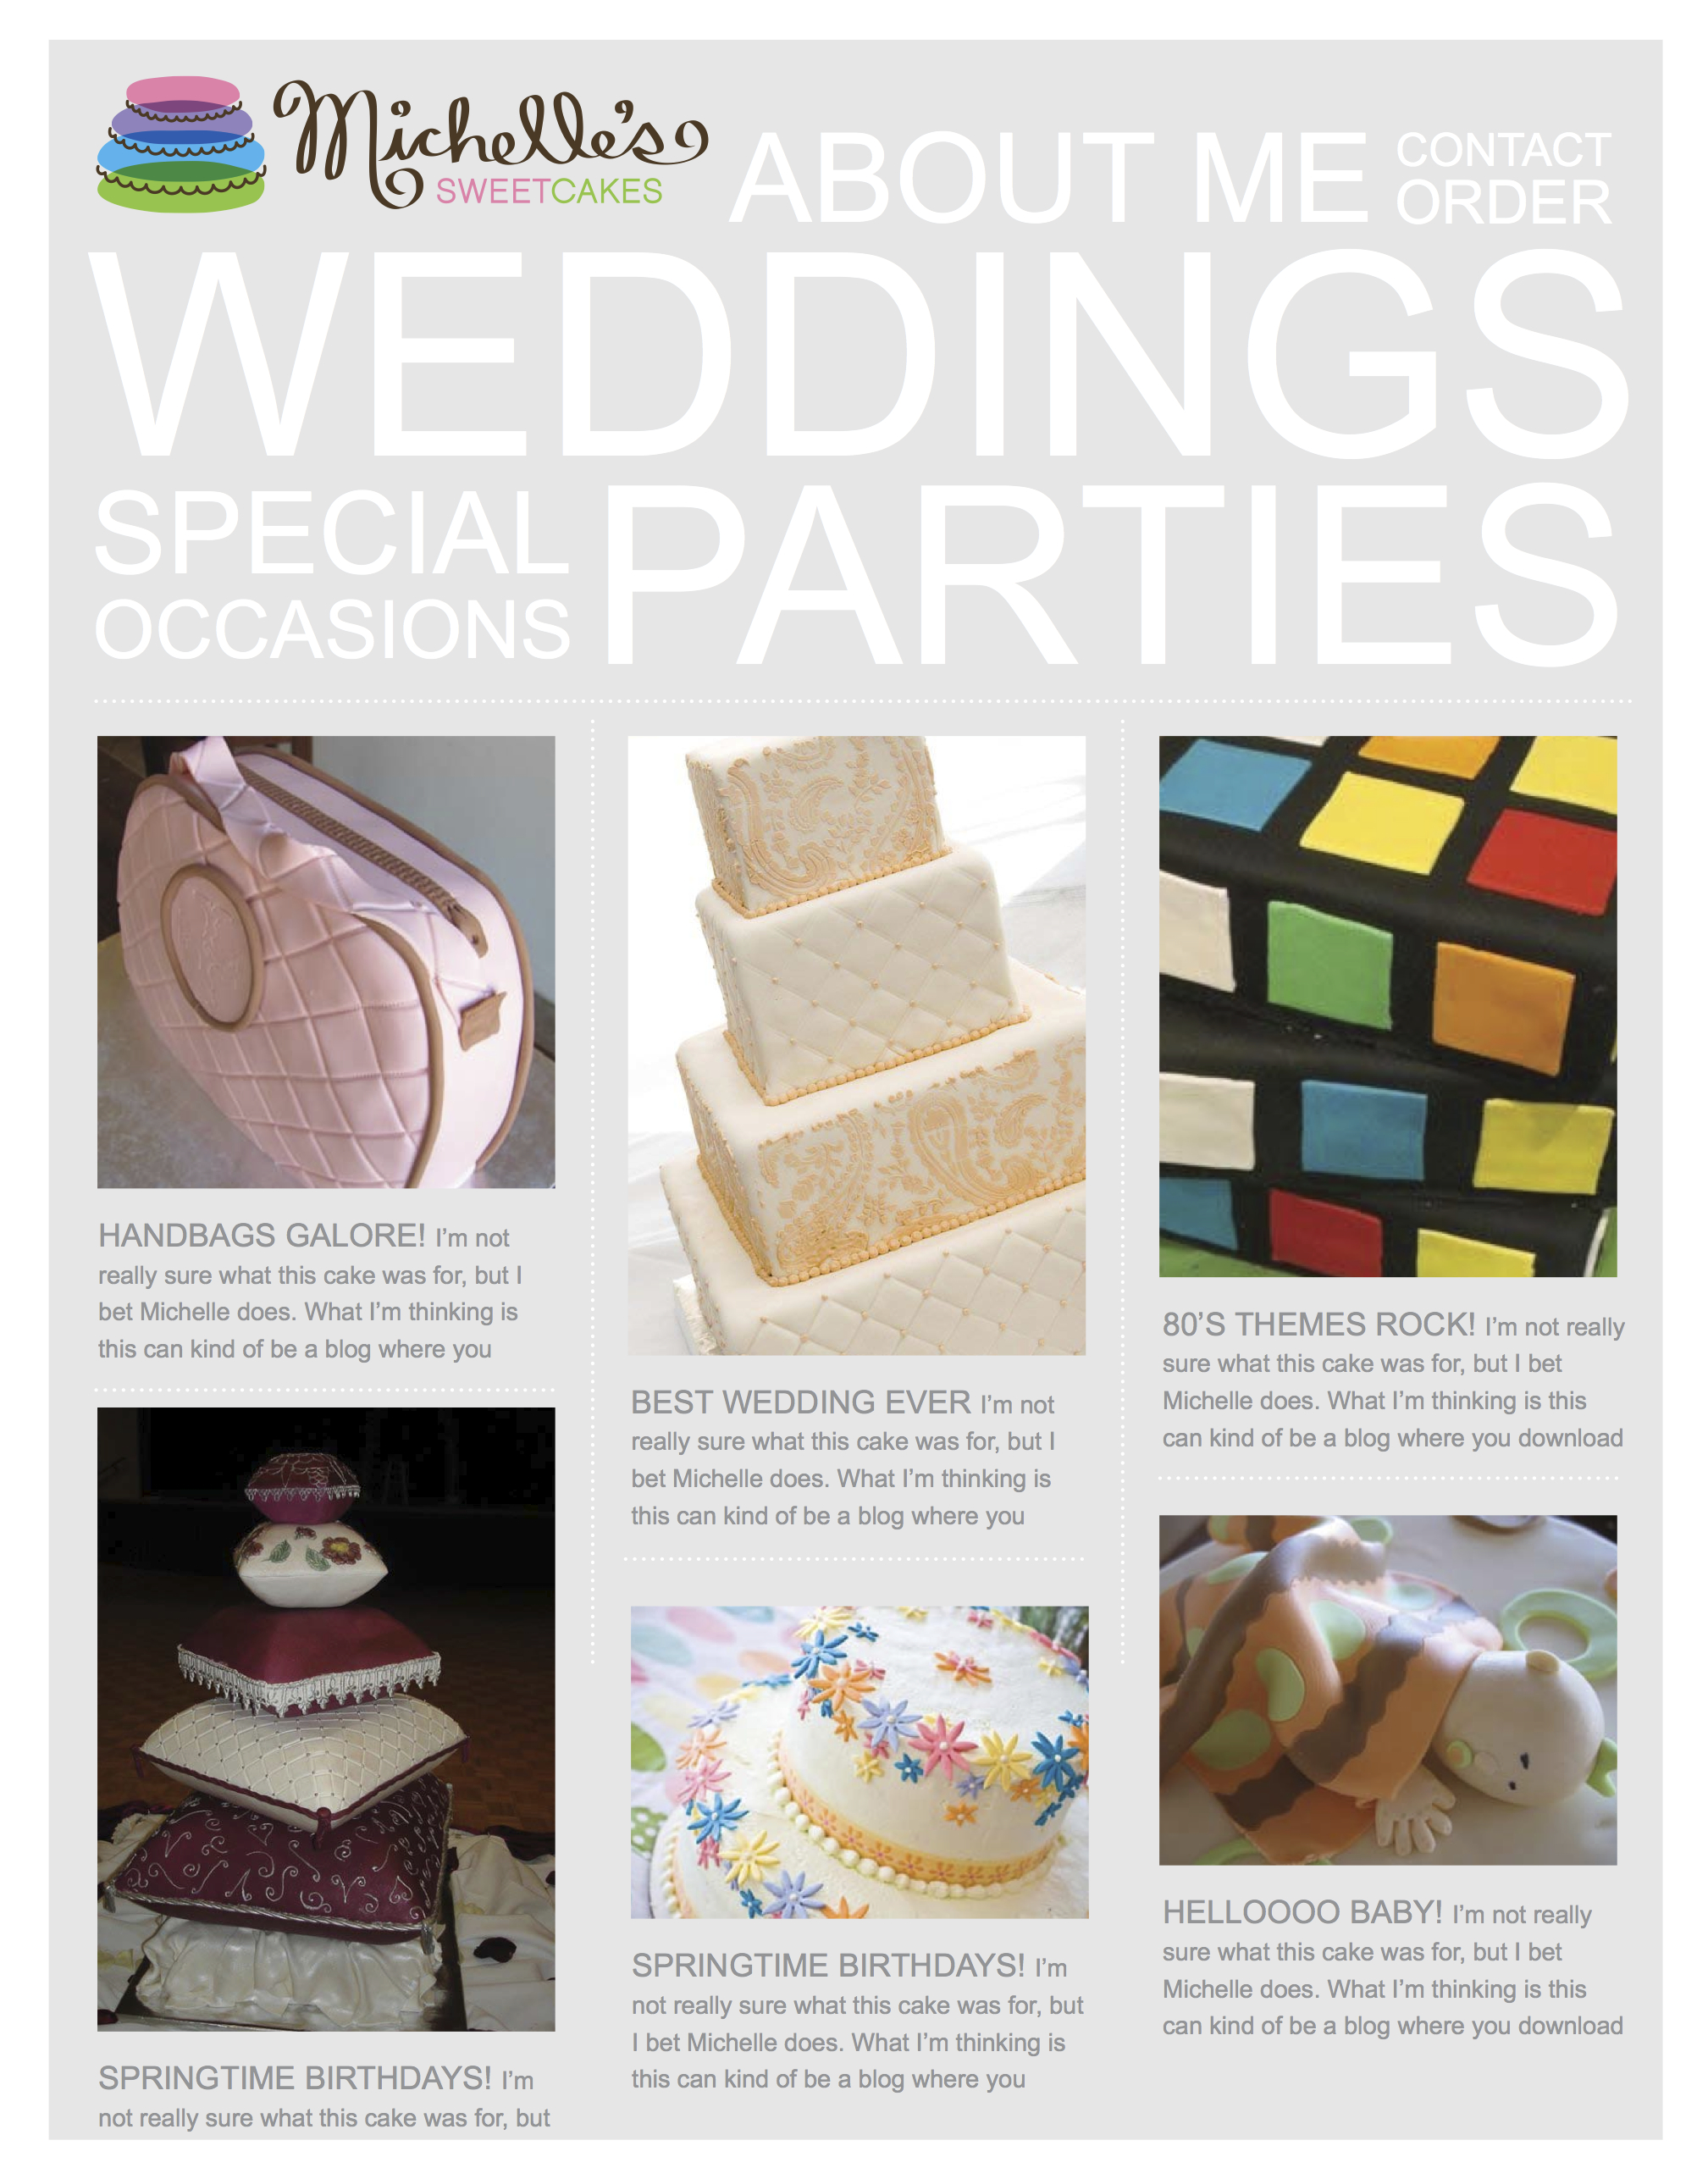 Michelle's
SWEETCAKES
ABOUT ME
CONTACT
ORDER
WEDDINGS
SPECIAL
OCCASIONS
PARTIES
HANDBAGS GALORE! I'm not
really sure what this cake was for, but I
bet Michelle does. What I'm thinking is
this can kind of be a blog where you
SPRINGTIME BIRTHDAYS! I'm
not really sure what this cake was for, but
BEST WEDDING EVER I'm not
really sure what this cake was for, but I
bet Michelle does. What I'm thinking is
this can kind of be a blog where you
SPRINGTIME BIRTHDAYS! I'm
not really sure what this cake was for, but
I bet Michelle does. What I'm thinking is
this can kind of be a blog where you
80'S THEMES ROCK! I'm not really
sure what this cake was for, but I bet
Michelle does. What I'm thinking is this
can kind of be a blog where you download
HELLOOOO BABY! I'm not really
sure what this cake was for, but I bet
Michelle does. What I'm thinking is this
can kind of be a blog where you download